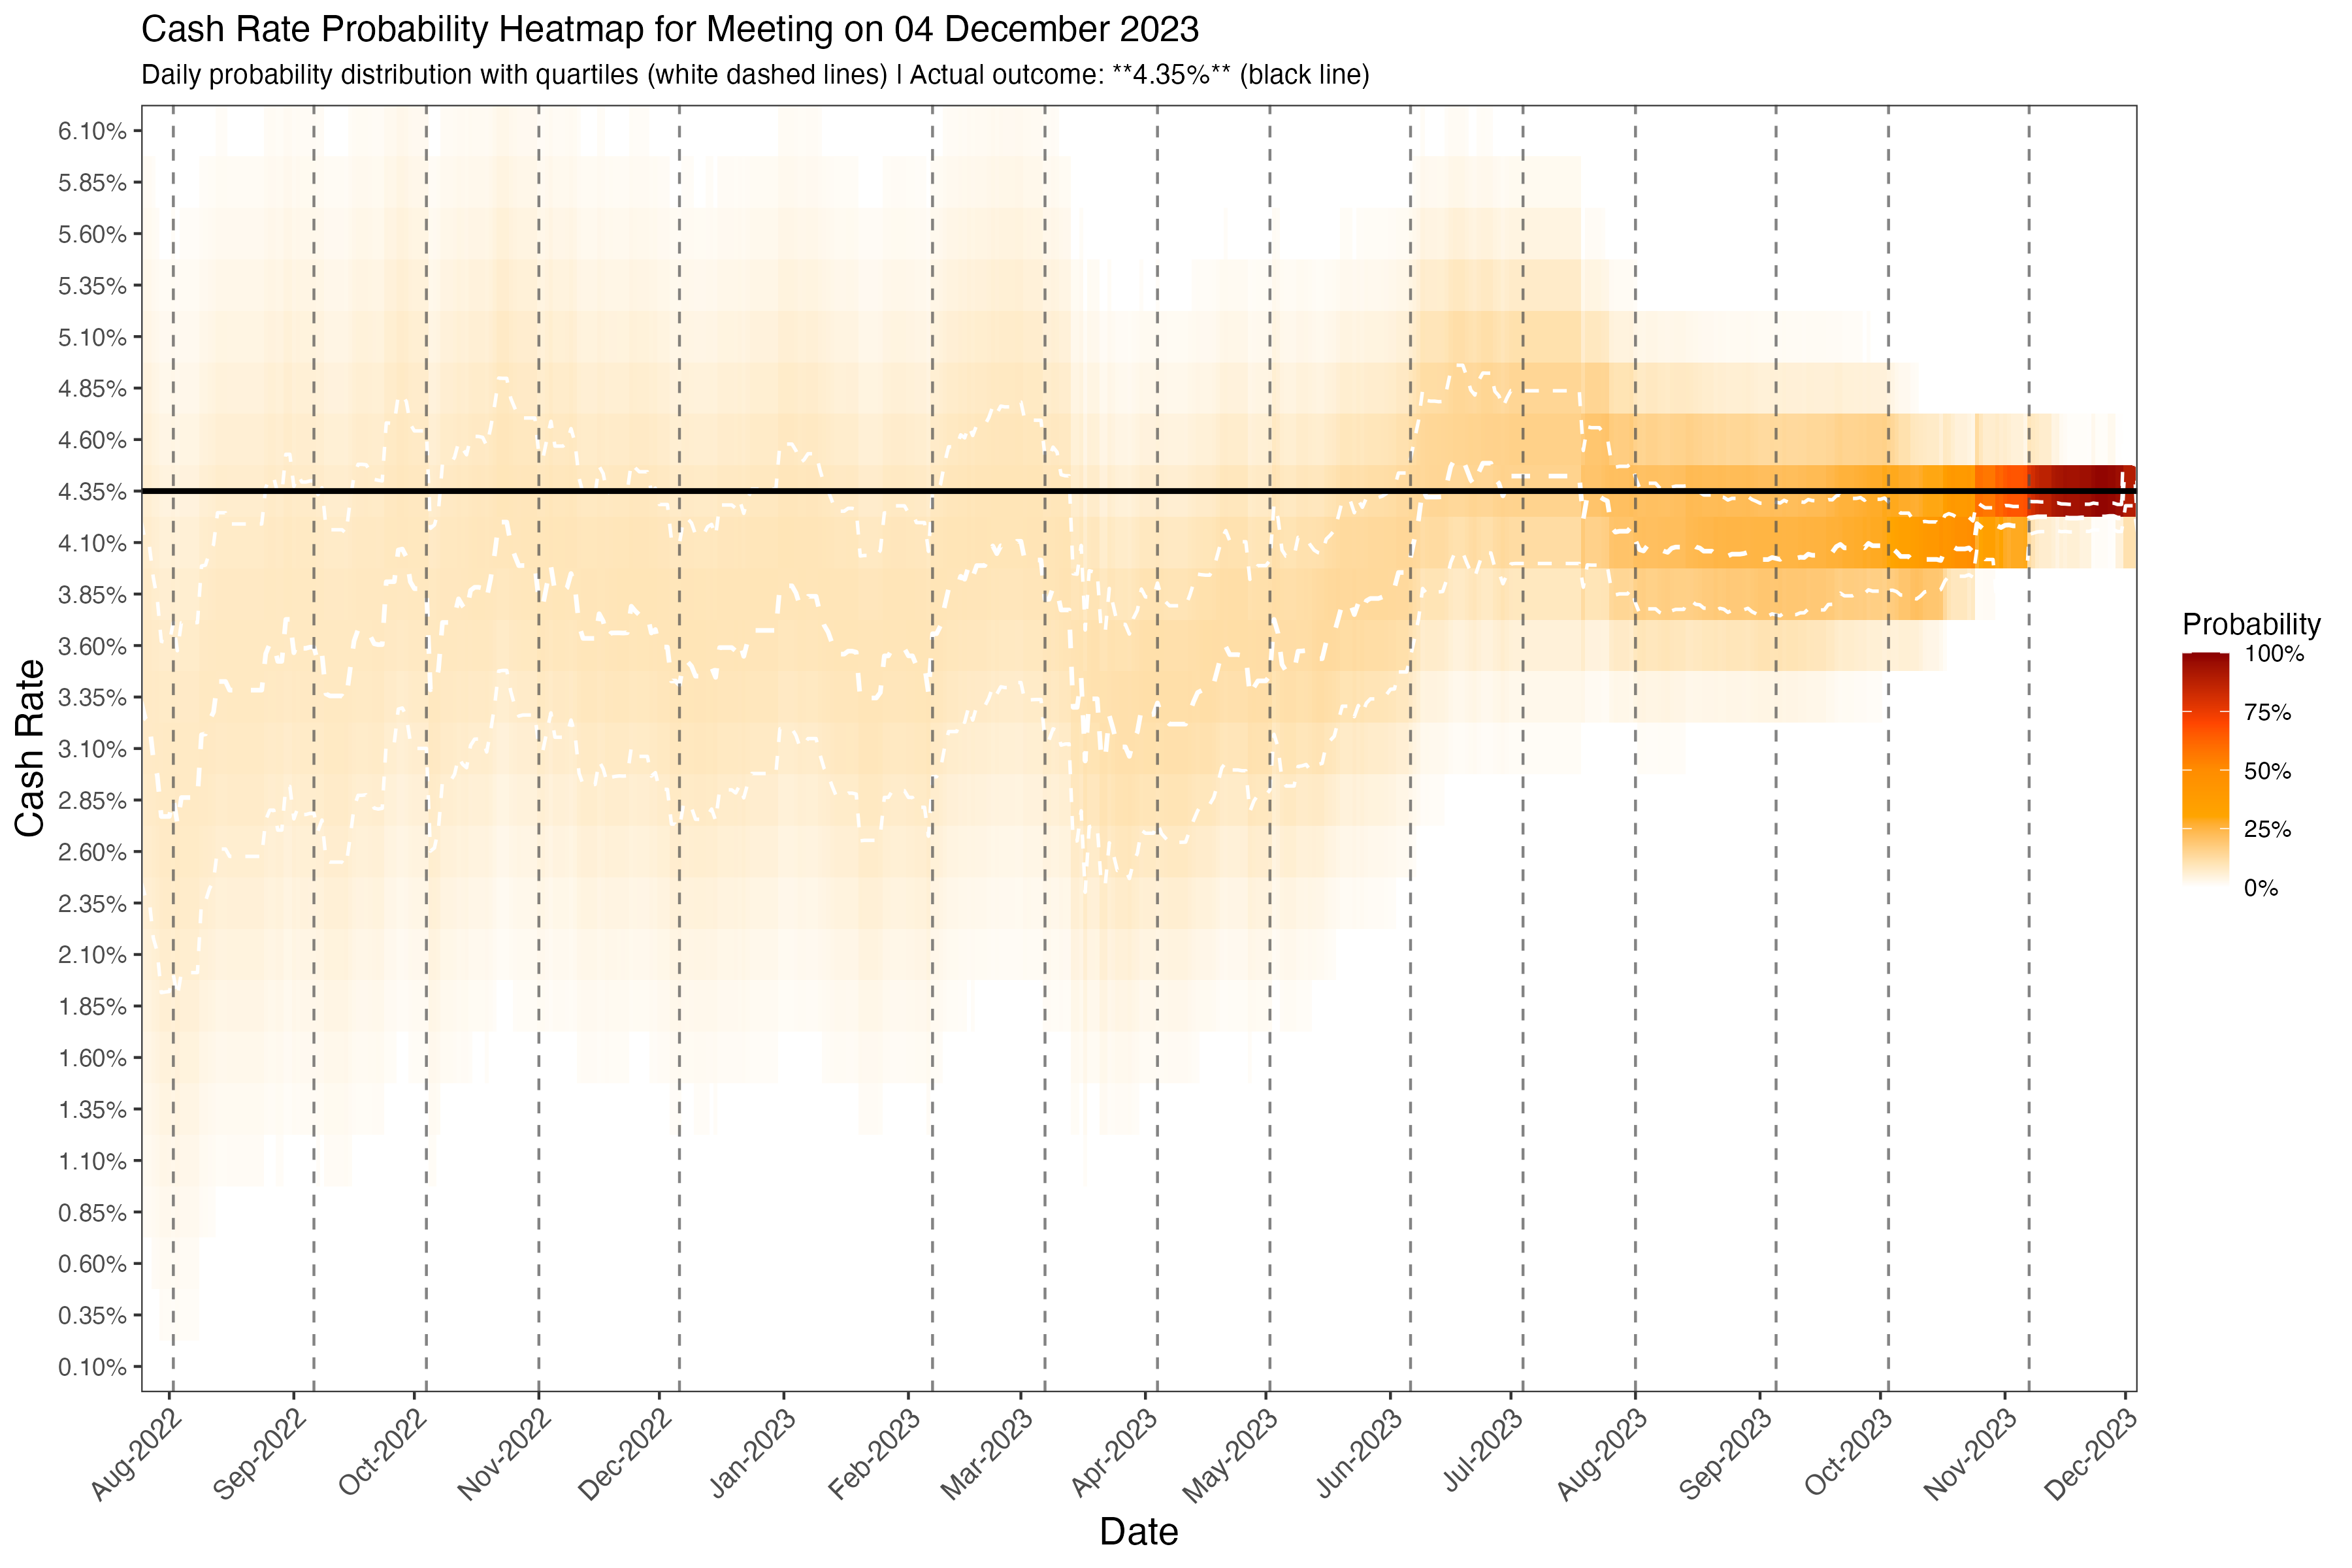 Cash Rate Probability Heatmap for Meeting on 04 December 2023
Daily probability distribution with quartiles (white dashed lines) | Actual outcome: **4.35%** (black line)
Cash Rate
6.10%
5.85%
5.60%
5.35%
5.10%
4.85%
4.60%
4.35%
4.10%
3.85%
3.60%
3.35%
3.10%
2.85%
2.60%
2.35%
2.10%
1.85%
1.60%
1.35%
1.10%
0.85%
0.60%
0.35%
0.10%
Aug-2022
Sep-2022
Oct-2022
Nov-2022
Dec-2022
Jan-2023
Feb-2023
Mar-2023
Apr-2023
May-2023
Jun-2023
Jul-2023
Aug-2023
Sep-2023
Oct-2023
Nov-2023
Dec-2023
Date
Probability
100%
75%
50%
25%
0%